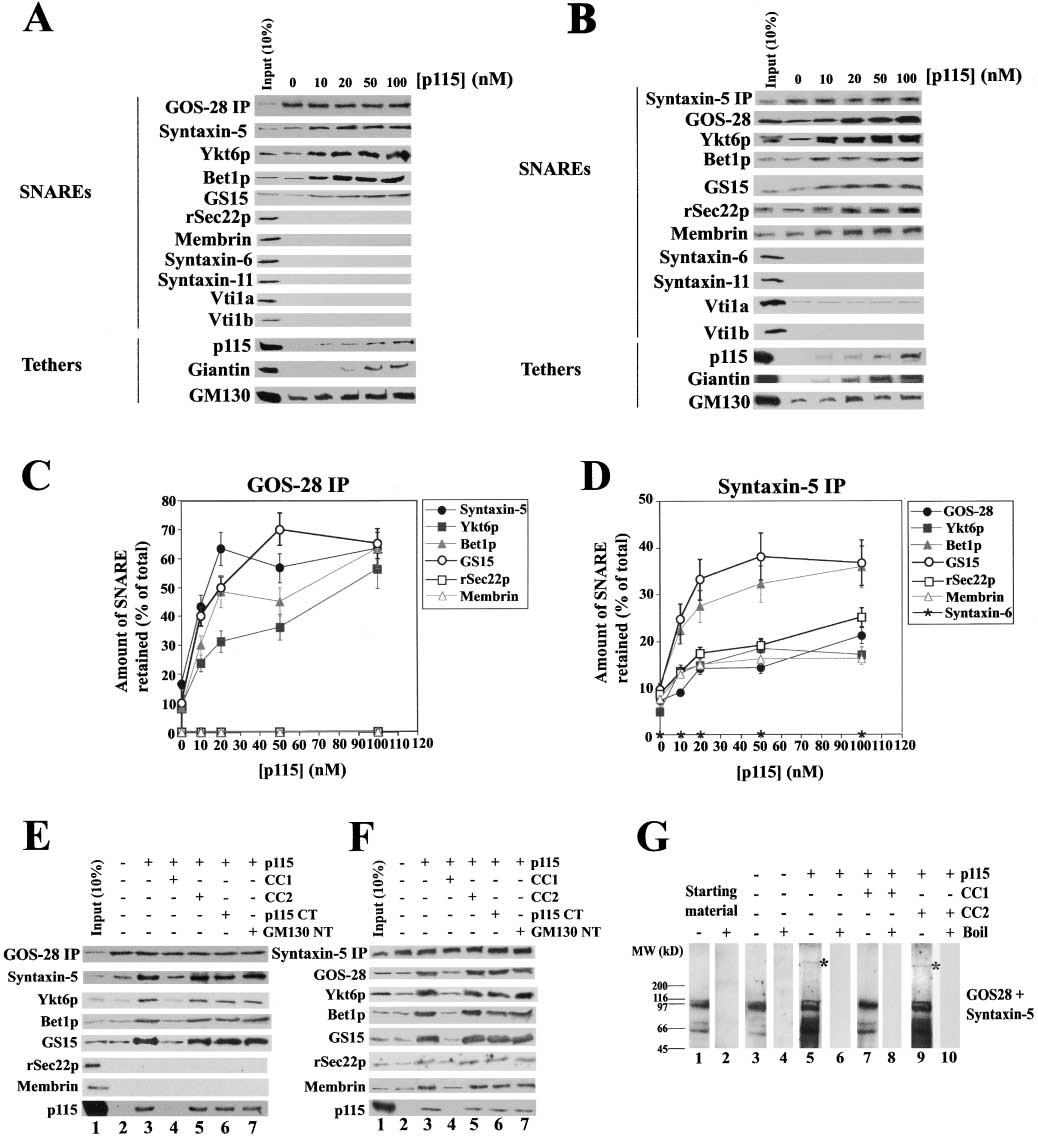 A
Input (10%)
0 10 20 50 100 [p115] (nM)
SNAREs
GOS-28 IP
Syntaxin-5
Ykt6p
Bet1p
GS15
rSec22p
Membrin
Syntaxin-6
Syntaxin-11
Vti1a
Vti1b
Tethers
p115
Giantin
GM130
B
Input (10%)
0 10 20 50 100 [p115] (nM)
SNAREs
Syntaxin-5 IP
GOS-28
Ykt6p
Bet1p
GS15
rSec22p
Membrin
Syntaxin-6
Syntaxin-11
Vti1a
Vti1b
Tethers
p115
Giantin
GM130
C
GOS-28 IP
Amount of SNARE
retained (% of total)
80
70
60
50
40
30
20
10
0
0 10 20 30 40 50 60 70 80 90 100 110 120
[p115] (nM)
Syntaxin-5
Ykt6p
Bet1p
GS15
rSec22p
Membrin
D
Syntaxin-5 IP
Amount of SNARE
retained (% of total)
50
40
30
20
10
0
0 10 20 30 40 50 60 70 80 90 100 110 120
[p115] (nM)
GOS-28
Ykt6p
Bet1p
GS15
rSec22p
Membrin
* Syntaxin-6
E
Input (10%)
- + + + + + p115
- - + - - - CC1
- - - + - - CC2
- - - - + - p115 CT
- - - - - + GM130 NT
GOS-28 IP
Syntaxin-5
Ykt6p
Bet1p
GS15
rSec22p
Membrin
p115
1 2 3 4 5 6 7
F
Input (10%)
- + + + + + p115
- - + - - - CC1
- - - + - - CC2
- - - - + - p115 CT
- - - - - + GM130 NT
Syntaxin-5 IP
GOS-28
Ykt6p
Bet1p
GS15
rSec22p
Membrin
p115
1 2 3 4 5 6 7
G
- - + + + + + + p115
Starting - - - - + + - - CC1
material - - - - - - + + CC2
- + - + - + - + - + Boil
MW (kD)
200
116
97
66
45
* *
GOS28 +
Syntaxin-5
1 2 3 4 5 6 7 8 9 10